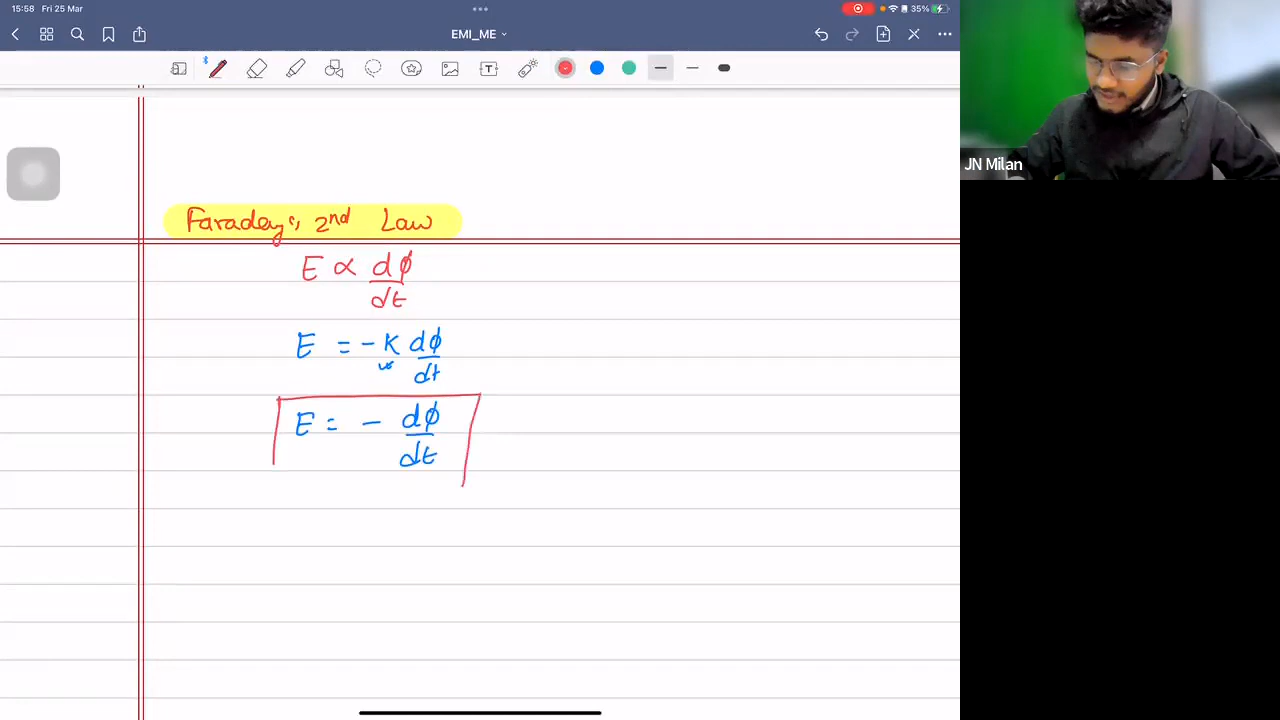 15:58 Fri 25 Mar
35%
EMI_ME
JN Milan
Faraday's 2nd Law
E ∝ dϕ/dt
E = -K dϕ/dt
E = - dϕ/dt